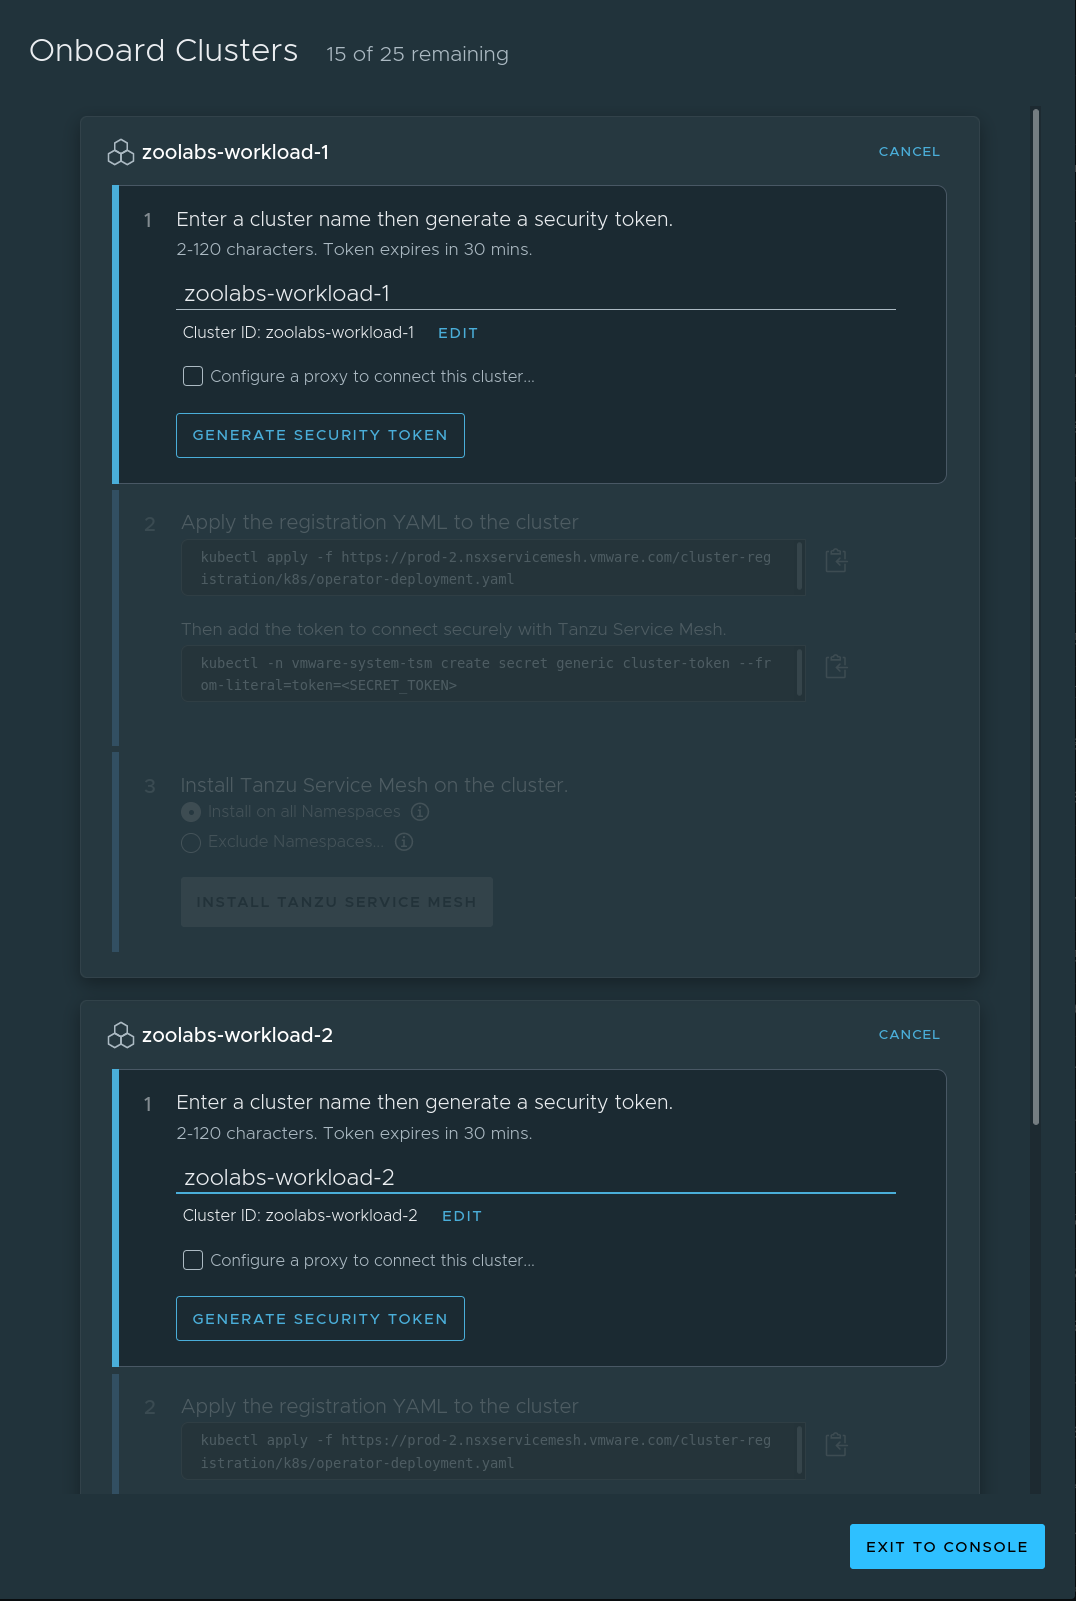 Onboard Clusters 15 of 25 remaining
zoolabs-workload-1 CANCEL
1 Enter a cluster name then generate a security token.
2-120 characters. Token expires in 30 mins.
zoolabs-workload-1
Cluster ID: zoolabs-workload-1 EDIT
Configure a proxy to connect this cluster...
GENERATE SECURITY TOKEN
2 Apply the registration YAML to the cluster
kubectl apply -f https://prod-2.nsxservicemesh.vmware.com/cluster-reg
istration/k8s/operator-deployment.yaml
Then add the token to connect securely with Tanzu Service Mesh.
kubectl -n vmware-system-tsm create secret generic cluster-token --fr
om-literal=token=<SECRET_TOKEN>
3 Install Tanzu Service Mesh on the cluster.
Install on all Namespaces
Exclude Namespaces...
INSTALL TANZU SERVICE MESH
zoolabs-workload-2 CANCEL
1 Enter a cluster name then generate a security token.
2-120 characters. Token expires in 30 mins.
zoolabs-workload-2
Cluster ID: zoolabs-workload-2 EDIT
Configure a proxy to connect this cluster...
GENERATE SECURITY TOKEN
2 Apply the registration YAML to the cluster
kubectl apply -f https://prod-2.nsxservicemesh.vmware.com/cluster-reg
istration/k8s/operator-deployment.yaml
EXIT TO CONSOLE